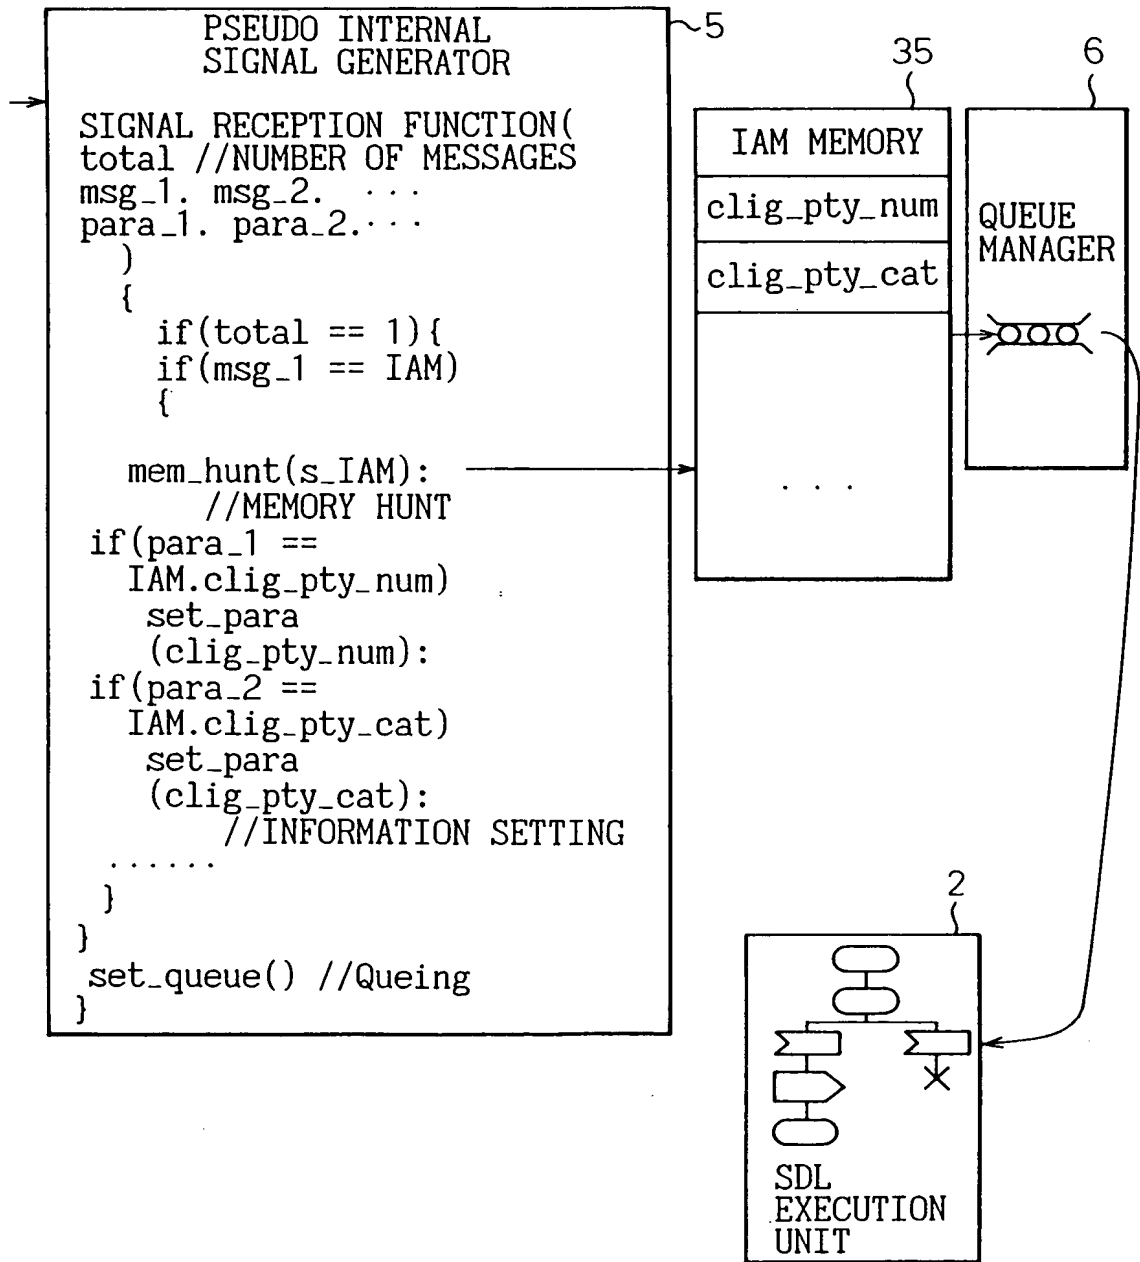 PSEUDO INTERNAL
SIGNAL GENERATOR
5
SIGNAL RECEPTION FUNCTION(
total //NUMBER OF MESSAGES
msg_1. msg_2. ...
para_1. para_2....
)
{
if(total == 1){
if(msg_1 == IAM)
{
mem_hunt(s_IAM):
//MEMORY HUNT
if(para_1 ==
IAM.clig_pty_num)
set_para
(clig_pty_num):
if(para_2 ==
IAM.clig_pty_cat)
set_para
(clig_pty_cat):
//INFORMATION SETTING
......
}
}
set_queue() //Queing
}
35
IAM MEMORY
clig_pty_num
clig_pty_cat
...
6
QUEUE
MANAGER
2
SDL
EXECUTION
UNIT